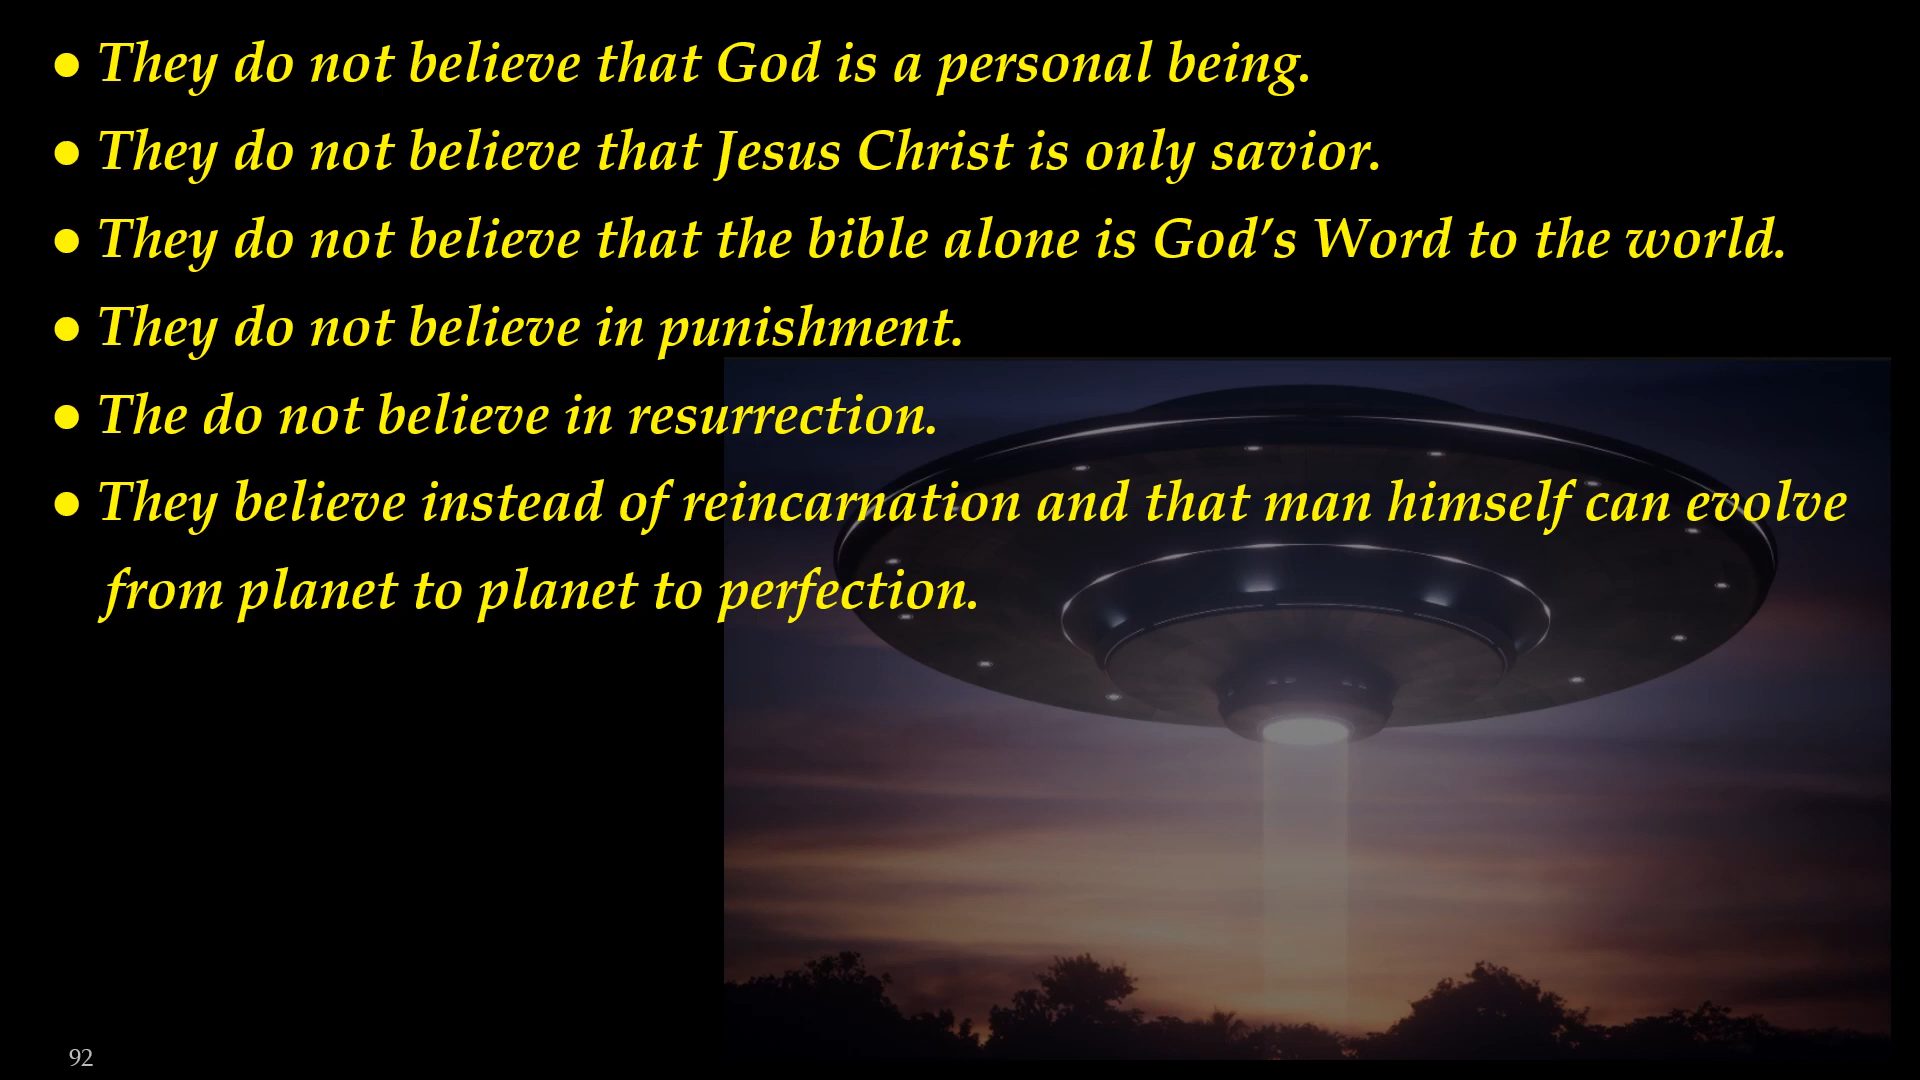 ● They do not believe that God is a personal being.
● They do not believe that Jesus Christ is only savior.
● They do not believe that the bible alone is God’s Word to the world.
● They do not believe in punishment.
● The do not believe in resurrection.
● They believe instead of reincarnation and that man himself can evolve
from planet to planet to perfection.
92